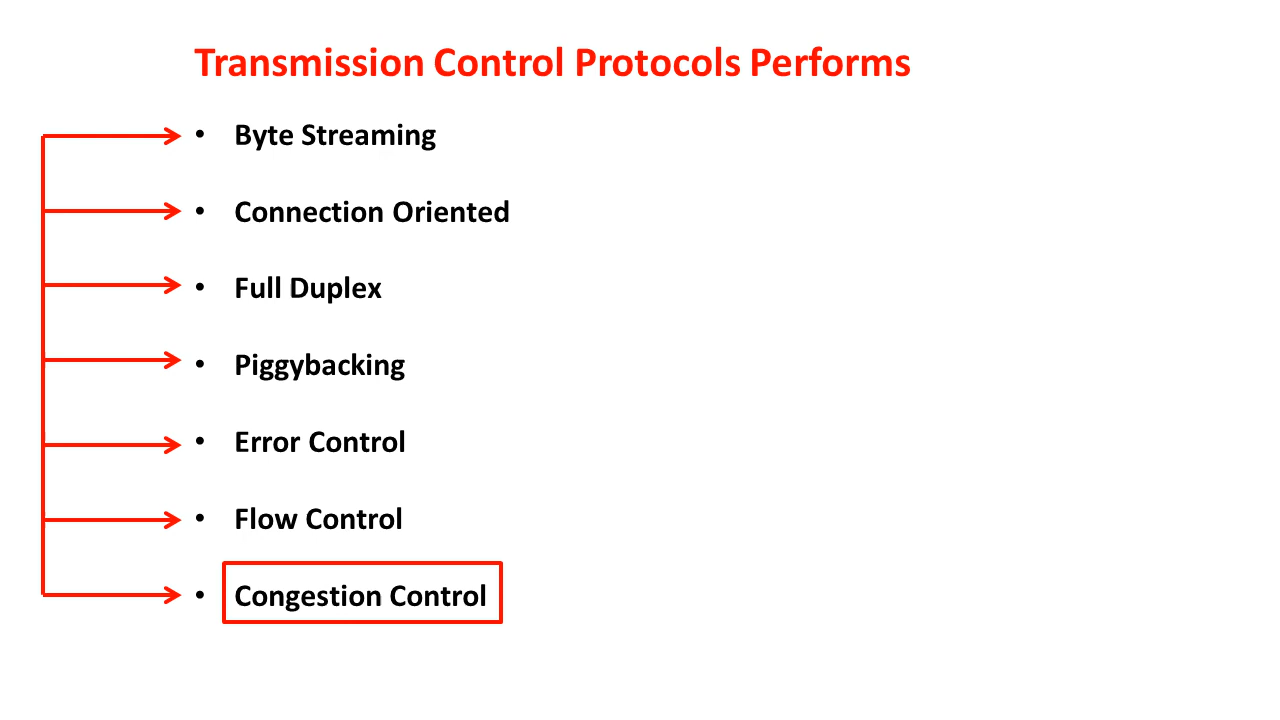 Transmission Control Protocols Performs
• Byte Streaming
• Connection Oriented
• Full Duplex
• Piggybacking
• Error Control
• Flow Control
• Congestion Control